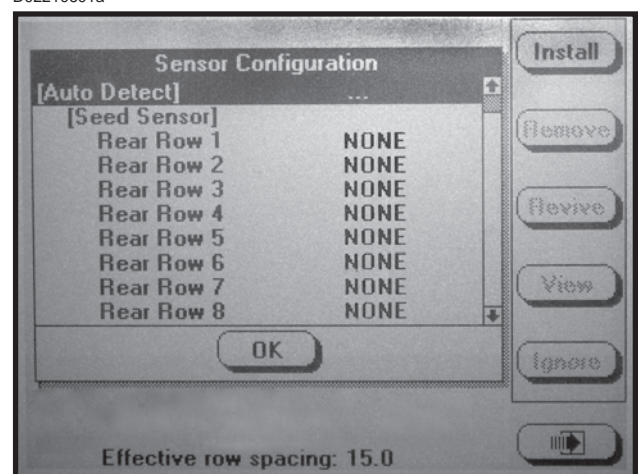 Sensor Configuration
[Auto Detect] ...
[Seed Sensor]
Rear Row 1 NONE
Rear Row 2 NONE
Rear Row 3 NONE
Rear Row 4 NONE
Rear Row 5 NONE
Rear Row 6 NONE
Rear Row 7 NONE
Rear Row 8 NONE
OK
Effective row spacing: 15.0
Install
Remove
Revive
View
Ignore